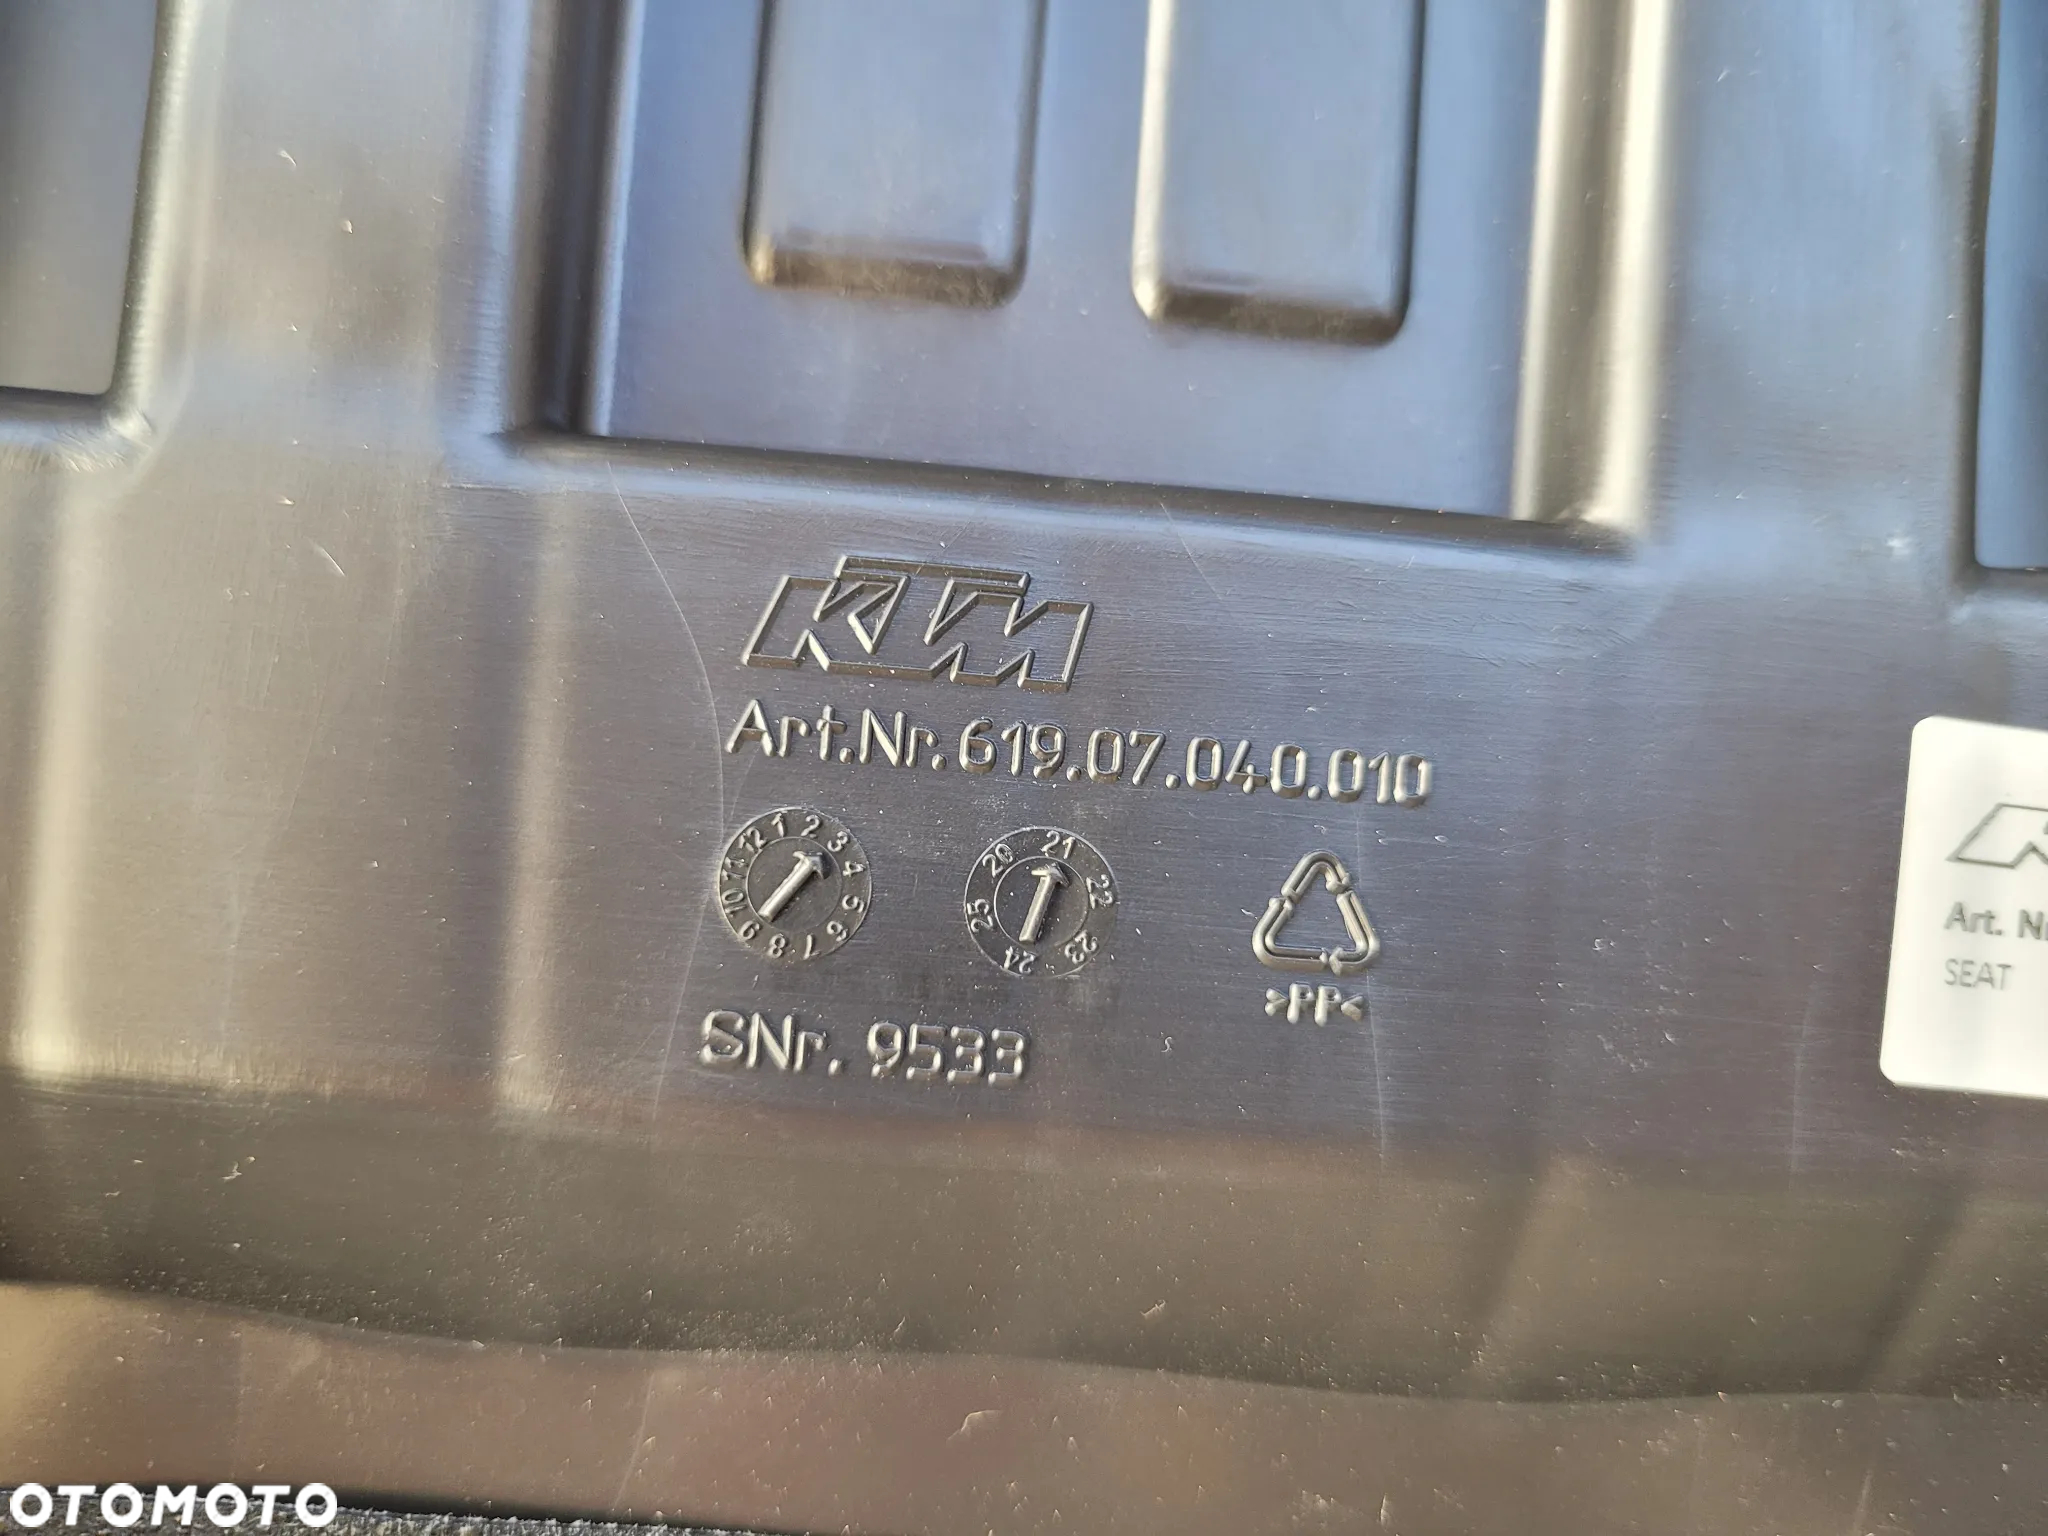 KTM
Art.Nr.619.07.040.010
12 1 2 3 4 5 6 7 8 9 10 11
20 21 22 23 24 25
>PP<
SNr. 9533
Art. Nr
SEAT
OTOMOTO